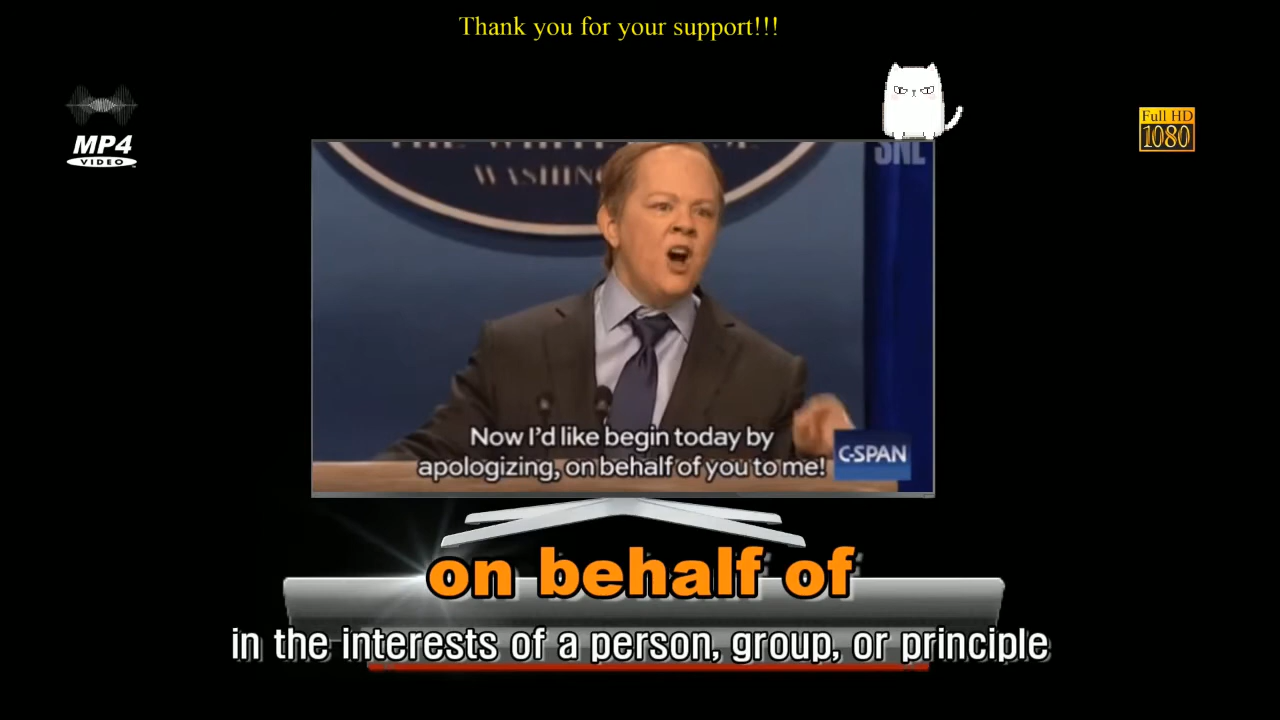 Thank you for your support!!!
MP4
VIDEO
Full HD
1080
SNL
WASHIN
Now I'd like begin today by
apologizing, on behalf of you to me!
C-SPAN
on behalf of
in the interests of a person, group, or principle